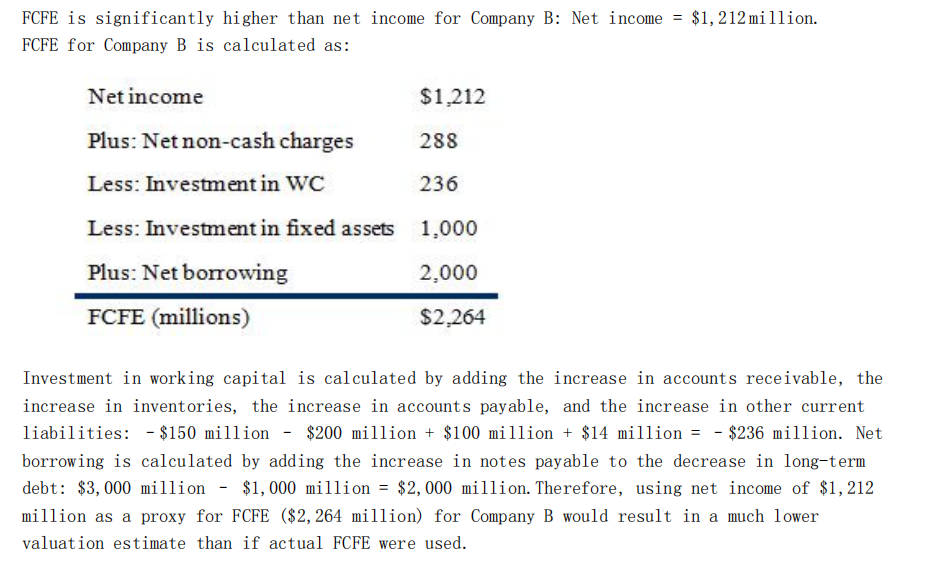 FCFE is significantly higher than net income for Company B: Net income = $1,212 million.
FCFE for Company B is calculated as:
Net income $1,212
Plus: Net non-cash charges 288
Less: Investment in WC 236
Less: Investment in fixed assets 1,000
Plus: Net borrowing 2,000
FCFE (millions) $2,264
Investment in working capital is calculated by adding the increase in accounts receivable, the
increase in inventories, the increase in accounts payable, and the increase in other current
liabilities: -$150 million - $200 million + $100 million + $14 million = -$236 million. Net
borrowing is calculated by adding the increase in notes payable to the decrease in long-term
debt: $3,000 million - $1,000 million = $2,000 million. Therefore, using net income of $1,212
million as a proxy for FCFE ($2,264 million) for Company B would result in a much lower
valuation estimate than if actual FCFE were used.